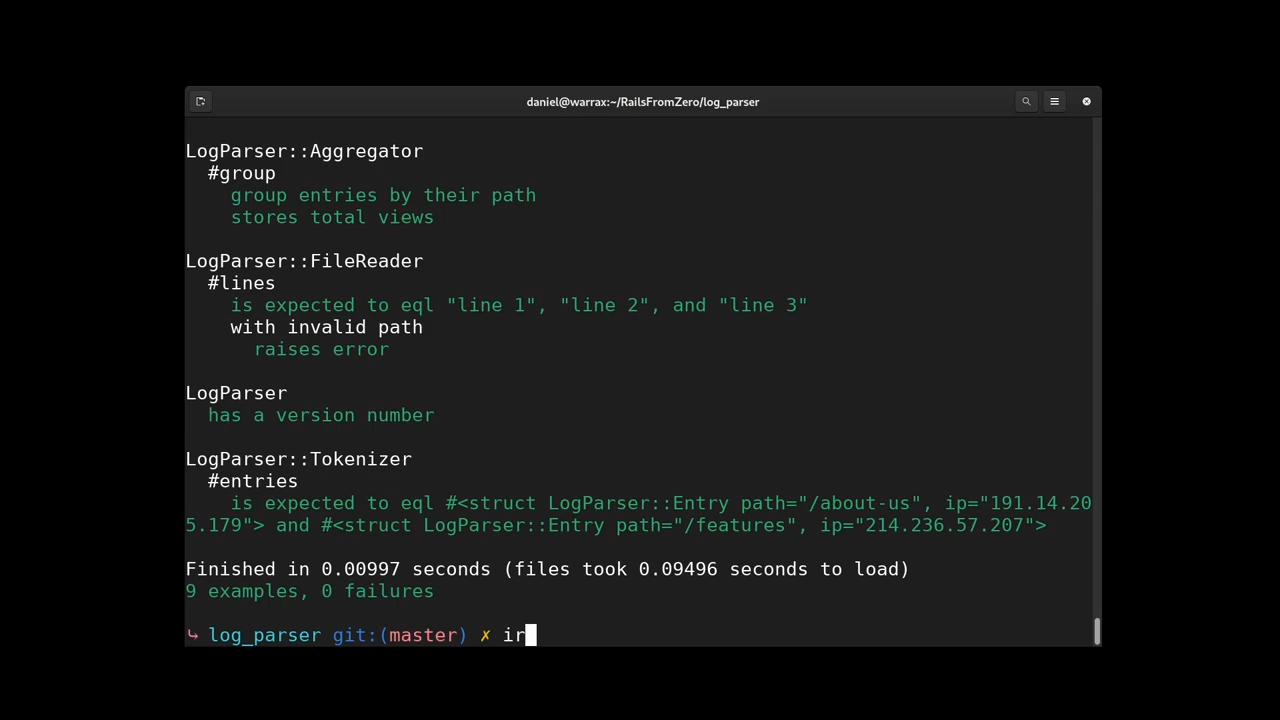 daniel@warrax:~/RailsFromZero/log_parser
LogParser::Aggregator
#group
group entries by their path
stores total views
LogParser::FileReader
#lines
is expected to eql "line 1", "line 2", and "line 3"
with invalid path
raises error
LogParser
has a version number
LogParser::Tokenizer
#entries
is expected to eql #<struct LogParser::Entry path="/about-us", ip="191.14.20
5.179"> and #<struct LogParser::Entry path="/features", ip="214.236.57.207">
Finished in 0.00997 seconds (files took 0.09496 seconds to load)
9 examples, 0 failures
↪ log_parser git:(master) ✗ ir